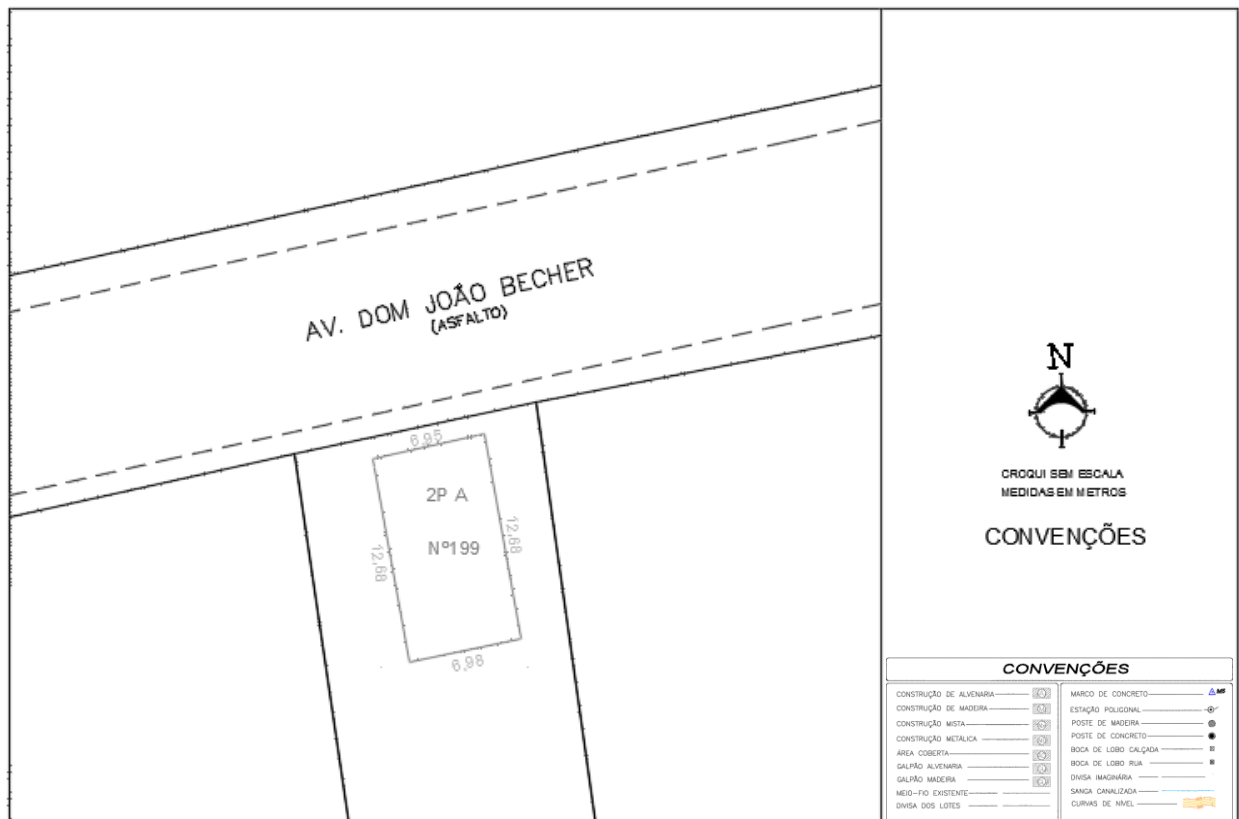 AV. DOM JOÃO BECHER
(ASFALTO)
6,95
2P A
Nº199
12,68
12,68
6,98
N
CROQUI SEM ESCALA
MEDIDAS EM METROS
CONVENÇÕES
CONVENÇÕES
CONSTRUÇÃO DE ALVENARIA
CONSTRUÇÃO DE MADEIRA
CONSTRUÇÃO MISTA
CONSTRUÇÃO METÁLICA
ÁREA COBERTA
GALPÃO ALVENARIA
GALPÃO MADEIRA
MEIO-FIO EXISTENTE
DIVISA DOS LOTES
MARCO DE CONCRETO
ESTAÇÃO POLIGONAL
POSTE DE MADEIRA
POSTE DE CONCRETO
BOCA DE LOBO CALÇADA
BOCA DE LOBO RUA
DIVISA IMAGINÁRIA
SANGA CANALIZADA
CURVAS DE NÍVEL